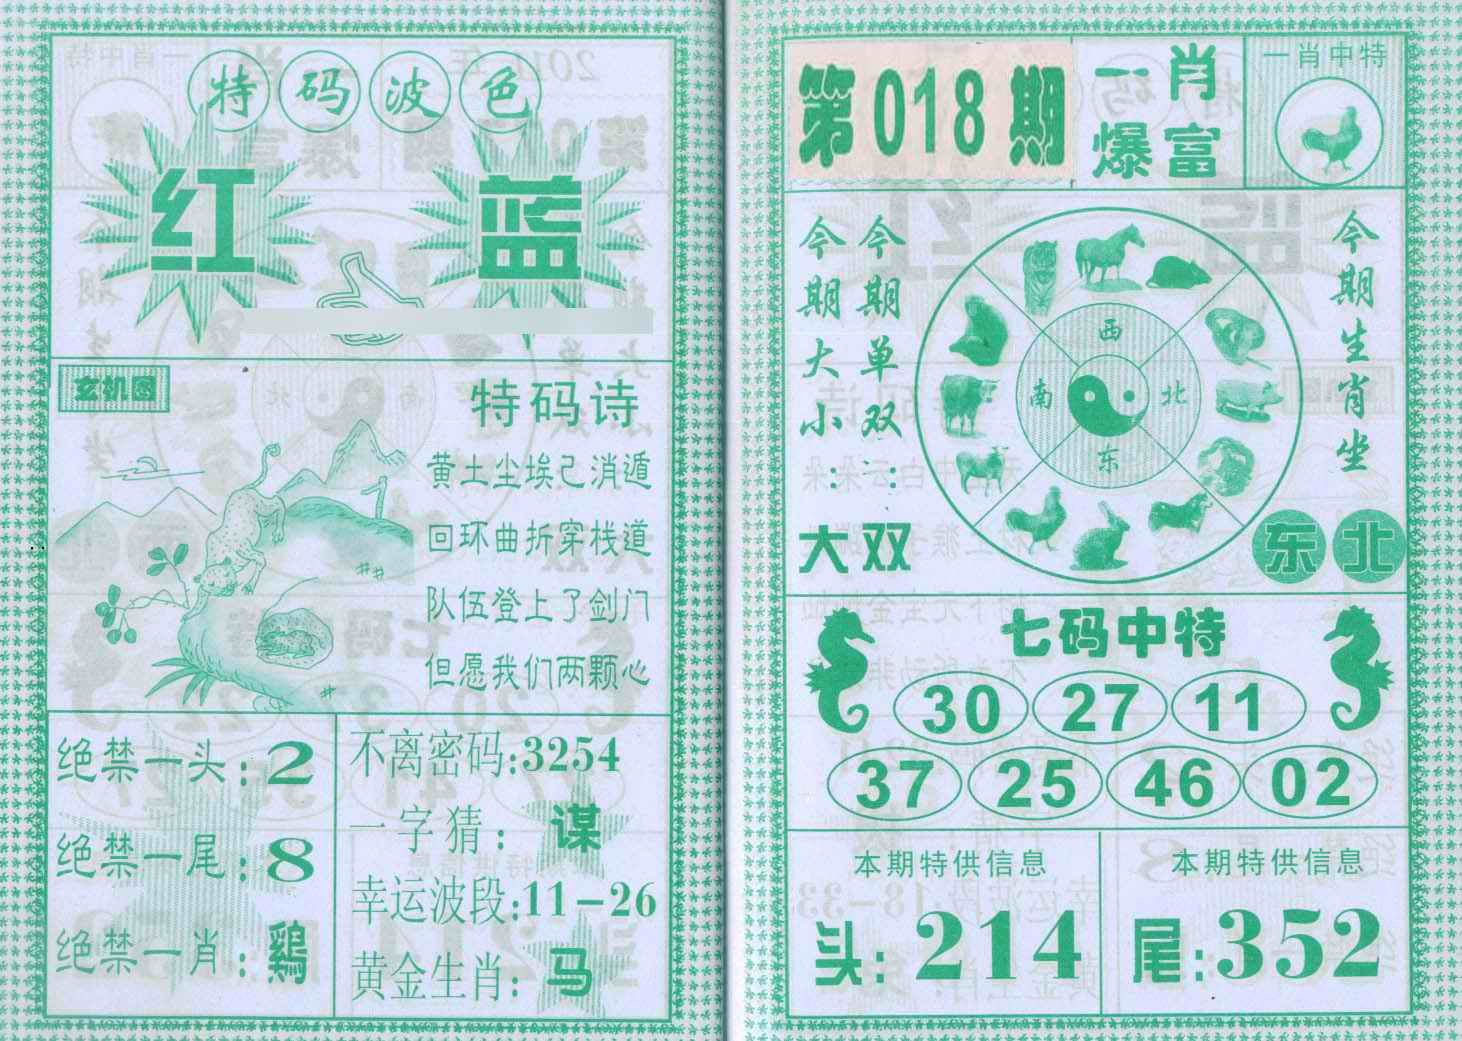 特码波色
红 蓝
玄机图
特码诗
黄土尘埃己消遁
回环曲折穿栈道
队伍登上了剑门
但愿我们两颗心
绝禁一头:2
绝禁一尾:8
绝禁一肖:鷄
不离密码:3254
一字猜:谋
幸运波段:11-26
黄金生肖:马
第018期
一肖
爆富
一肖中特
今期大小:大
今期单双:双
西
南 北
东
今期生肖坐
东北
七码中特
30 27 11
37 25 46 02
本期特供信息
头:214
本期特供信息
尾:352